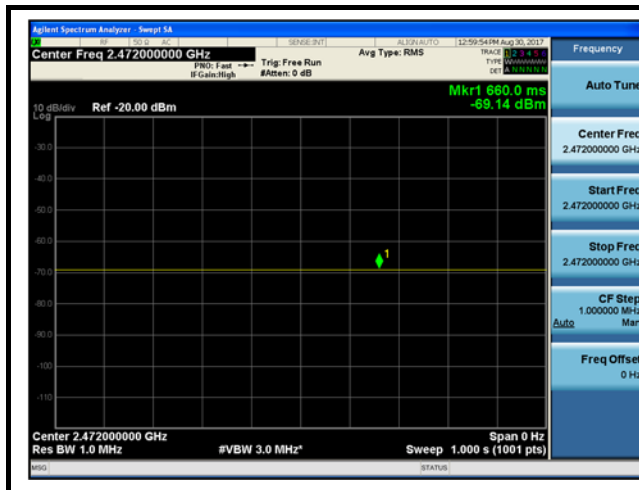 Agilent Spectrum Analyzer - Swept SA
RF 50 Ω AC SENSE:INT ALIGN AUTO 12:59:54 PM Aug 30, 2017
Center Freq 2.472000000 GHz
PNO: Fast
IFGain:High
Trig: Free Run
#Atten: 0 dB
Avg Type: RMS
TRACE 1 2 3 4 5 6
TYPE
DET A N N N N N
Mkr1 660.0 ms
-69.14 dBm
10 dB/div Ref -20.00 dBm
Log
-30.0
-40.0
-50.0
-60.0
1
-70.0
-80.0
-90.0
-100
-110
Center 2.472000000 GHz Span 0 Hz
Res BW 1.0 MHz #VBW 3.0 MHz* Sweep 1.000 s (1001 pts)
MSG STATUS
Frequency
Auto Tune
Center Freq
2.472000000 GHz
Start Freq
2.472000000 GHz
Stop Freq
2.472000000 GHz
CF Step
1.000000 MHz
Auto Man
Freq Offset
0 Hz